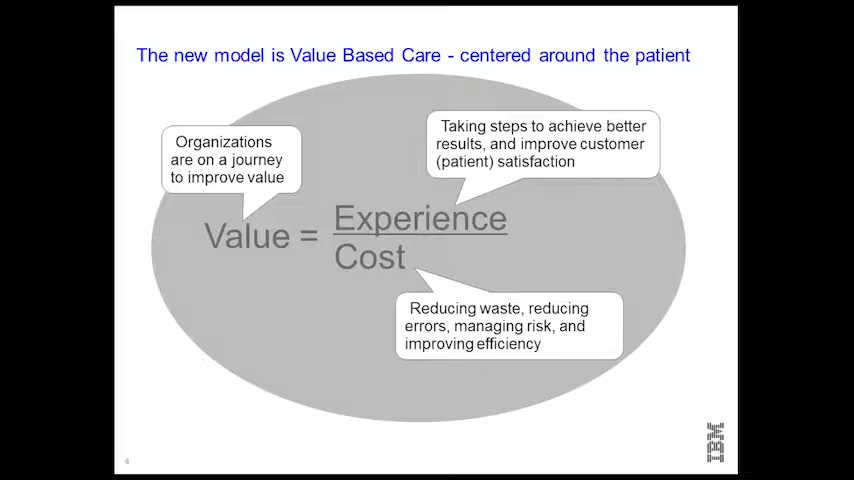 The new model is Value Based Care - centered around the patient
Organizations
are on a journey
to improve value
Taking steps to achieve better
results, and improve customer
(patient) satisfaction
Value = Experience
Cost
Reducing waste, reducing
errors, managing risk, and
improving efficiency
6
IBM